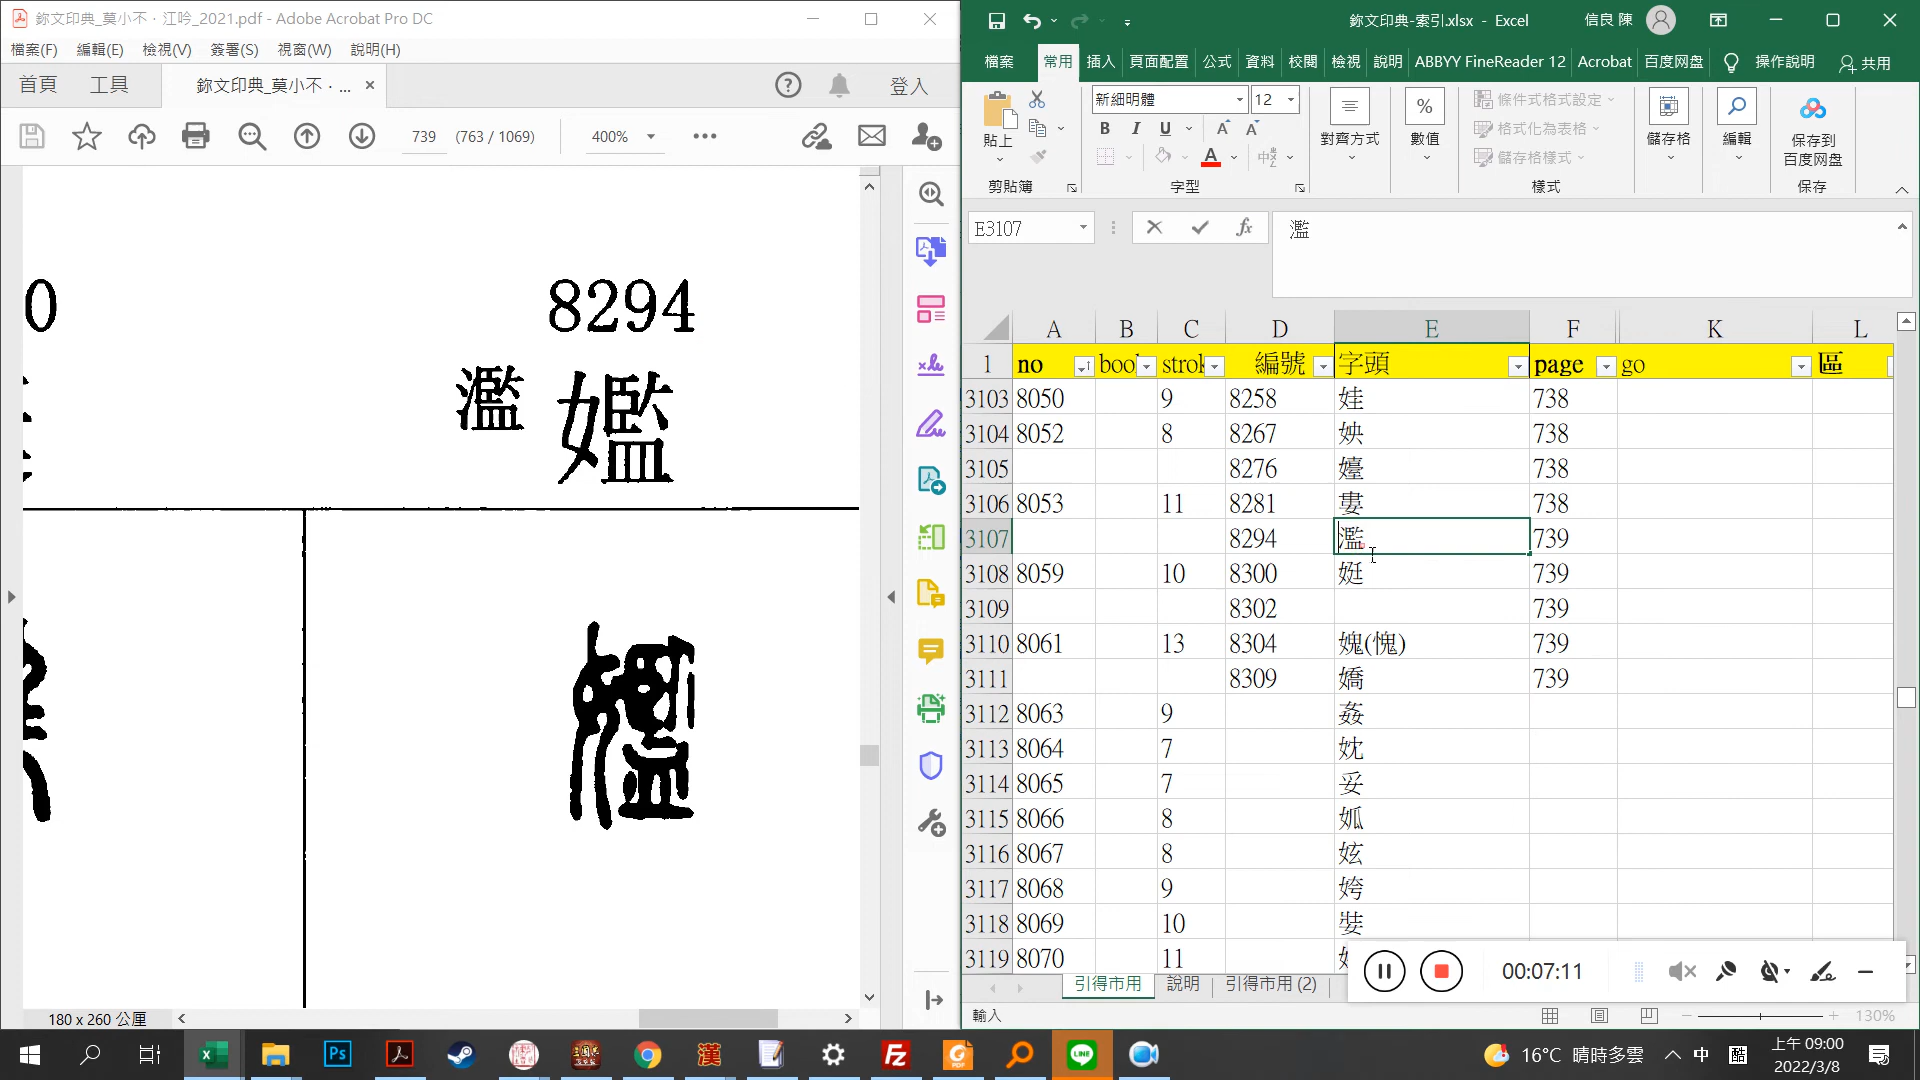 鉨文印典_莫小不・江吟_2021.pdf - Adobe Acrobat Pro DC
檔案(F) 編輯(E) 檢視(V) 簽署(S) 視窗(W) 說明(H)
首頁 工具 鉨文印典_莫小不・ ... × 登入
739 (763 / 1069) 400%
0 8294
濫 嬧
180 x 260 公厘
鉨文印典-索引.xlsx - Excel 信良 陳
檔案 常用 插入 頁面配置 公式 資料 校閱 檢視 說明 ABBYY FineReader 12 Acrobat 百度网盘 操作說明 共用
新細明體 12
貼上 B I U A A
對齊方式 % 數值
條件式格式設定
格式化為表格
儲存格樣式
儲存格 編輯 保存到 百度网盘
剪貼簿 字型 樣式 保存
E3107 fx 濫
A B C D E F K L
1 no bool strok 編號 字頭 page go 區
3103 8050 9 8258 娃 738
3104 8052 8 8267 姎 738
3105 8276 嬯 738
3106 8053 11 8281 婁 738
3107 8294 濫 739
3108 8059 10 8300 娗 739
3109 8302 739
3110 8061 13 8304 媿(愧) 739
3111 8309 嬌 739
3112 8063 9 姦
3113 8064 7 妉
3114 8065 7 妥
3115 8066 8 姖
3116 8067 8 妶
3117 8068 9 姱
3118 8069 10 娤
3119 8070 11
引得市用 說明 引得市用 (2)
00:07:11
輸入 130%
16°C 晴時多雲 中 酷 上午 09:00
2022/3/8